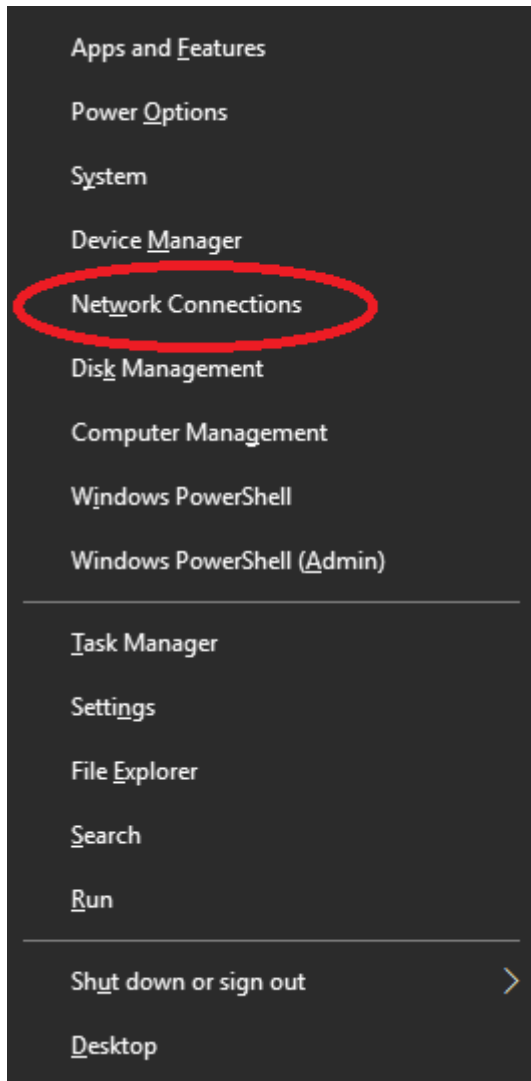 Apps and Features
Power Options
System
Device Manager
Network Connections
Disk Management
Computer Management
Windows PowerShell
Windows PowerShell (Admin)
Task Manager
Settings
File Explorer
Search
Run
Shut down or sign out
Desktop